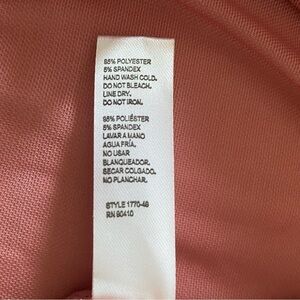 95% POLYESTER
5% SPANDEX
HAND WASH COLD.
DO NOT BLEACH.
LINE DRY.
DO NOT IRON.
95% POLIÉSTER
5% SPANDEX
LAVAR A MANO
AGUA FRÍA.
NO USAR
BLANQUEADOR.
SECAR COLGADO.
NO PLANCHAR.
STYLE 1770-48
RN 90410